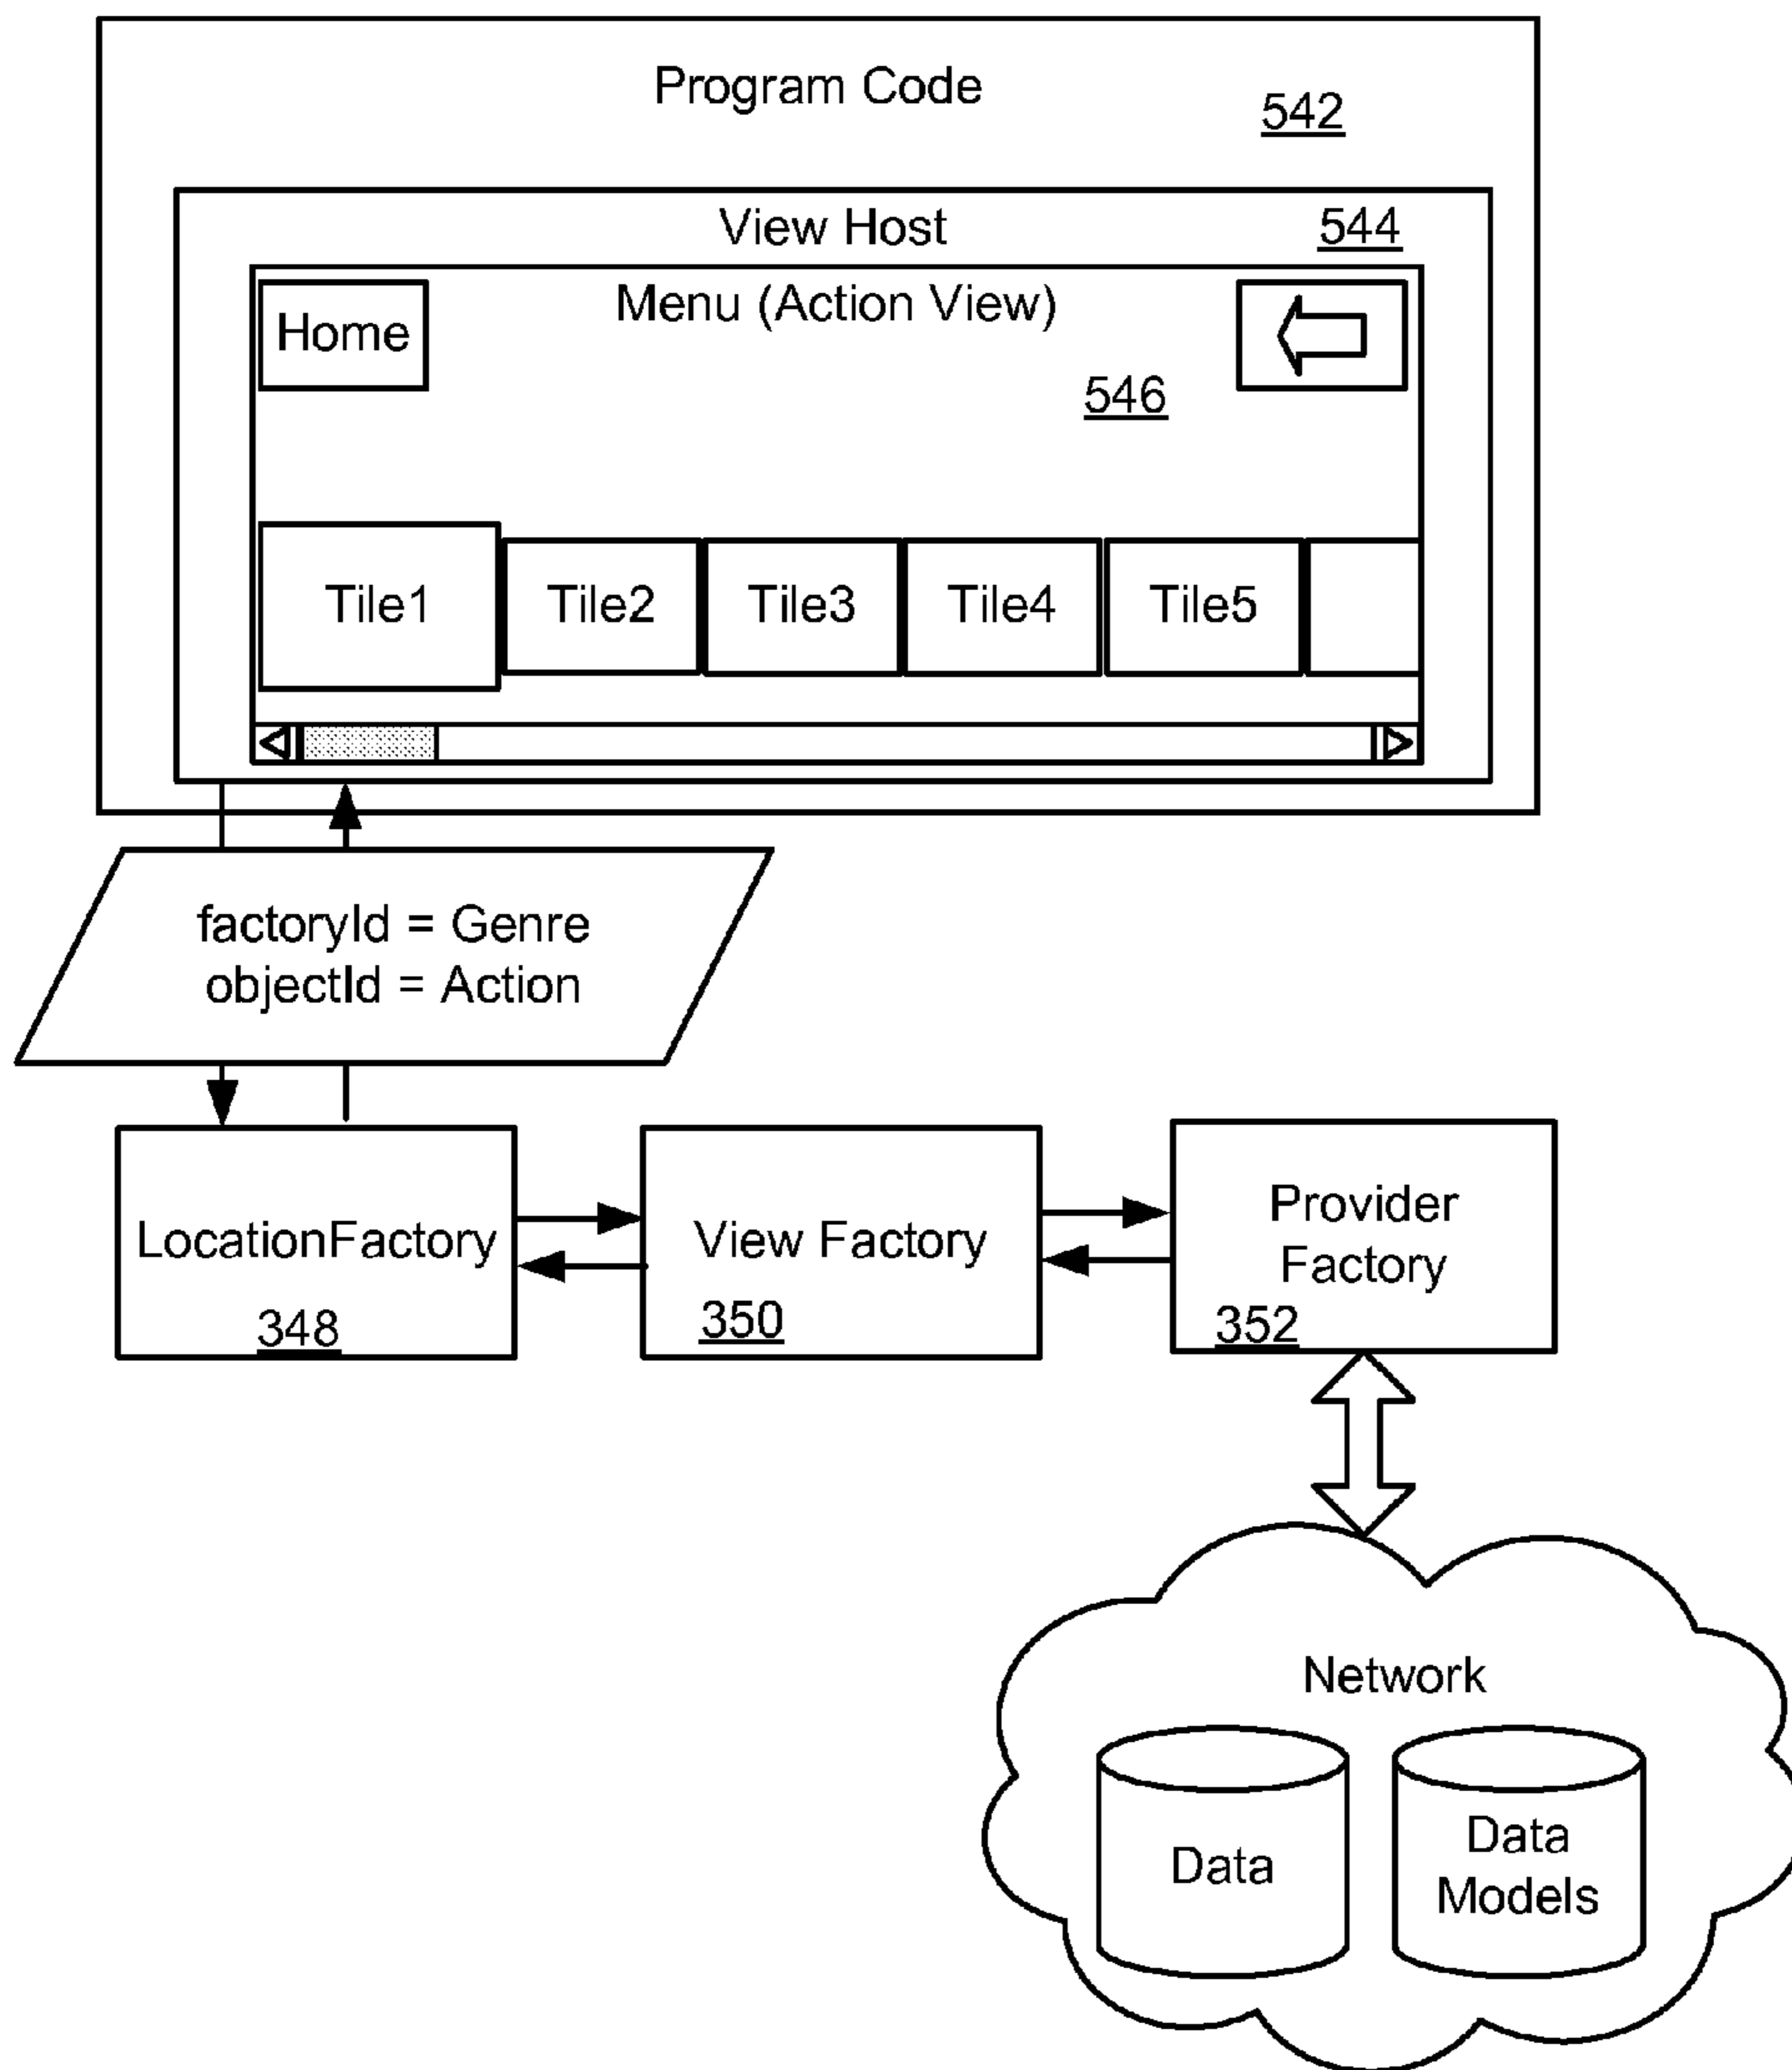 Program Code
542
View Host
544
Home
Menu (Action View)
546
Tile1
Tile2
Tile3
Tile4
Tile5
factoryId = Genre
objectId = Action
LocationFactory
348
View Factory
350
Provider
Factory
352
Network
Data
Data
Models